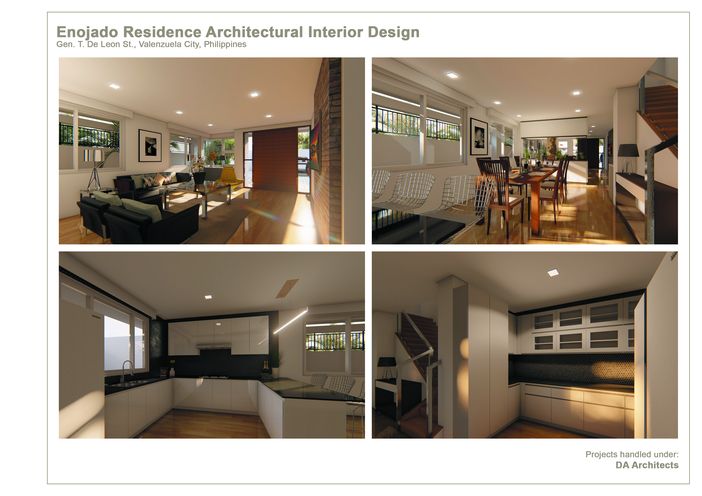 Enojado Residence Architectural Interior Design
Gen. T. De Leon St., Valenzuela City, Philippines
Projects handled under:
DA Architects